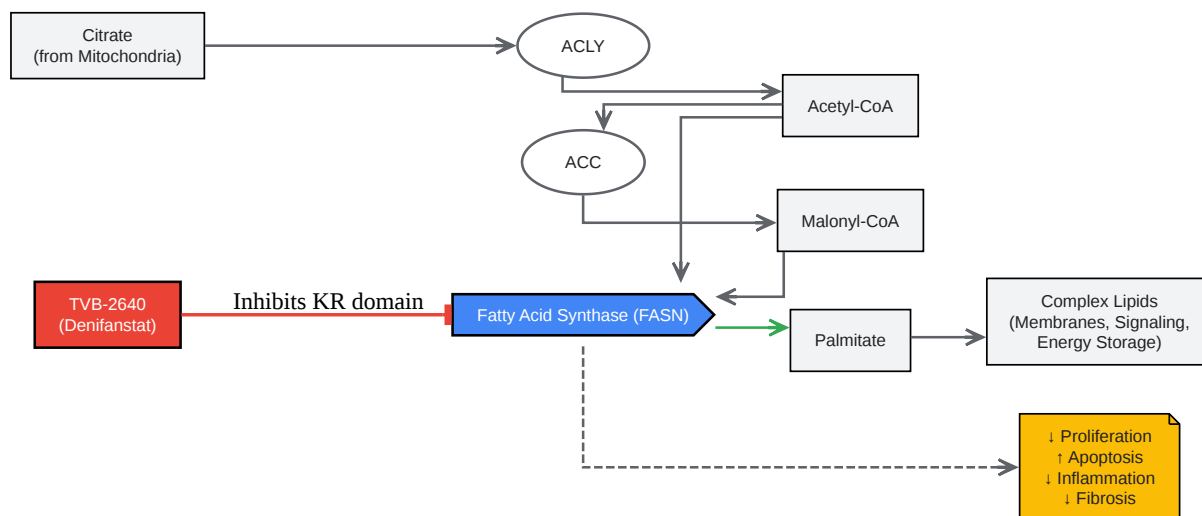 Citrate
(from Mitochondria)
ACLY
Acetyl-CoA
ACC
Malonyl-CoA
TVB-2640
(Denifanstat)
Inhibits KR domain
Fatty Acid Synthase (FASN)
Palmitate
Complex Lipids
(Membranes, Signaling,
Energy Storage)
↓ Proliferation
↑ Apoptosis
↓ Inflammation
↓ Fibrosis